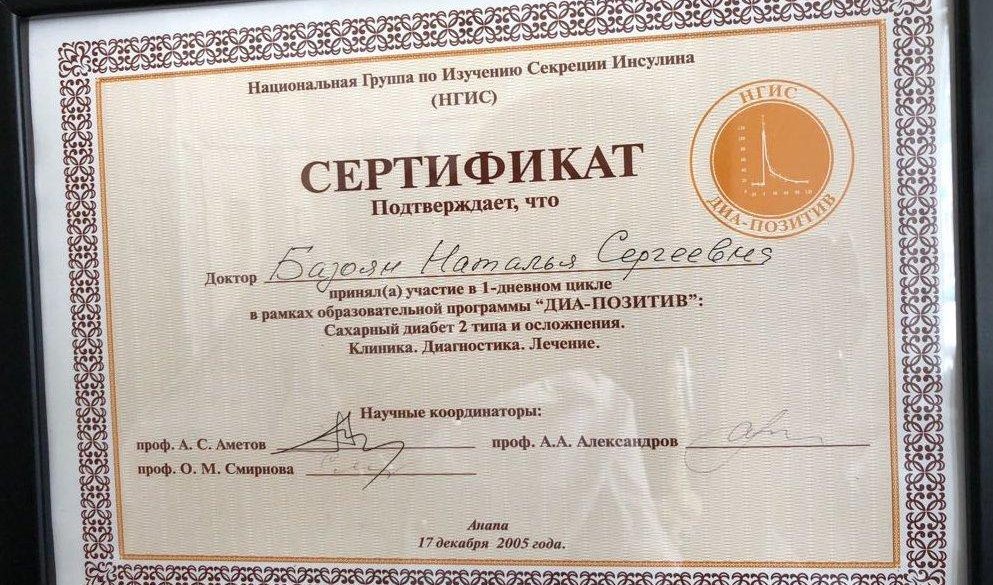 Национальная Группа по Изучению Секреции Инсулина
(НГИС)
НГИС
ДИА-ПОЗИТИВ
СЕРТИФИКАТ
Подтверждает, что
Доктор Базоян Наталья Сергеевна
принял(а) участие в 1-дневном цикле
в рамках образовательной программы “ДИА-ПОЗИТИВ”:
Сахарный диабет 2 типа и осложнения.
Клиника. Диагностика. Лечение.
Научные координаторы:
проф. А. С. Аметов
проф. А.А. Александров
проф. О. М. Смирнова
Анапа
17 декабря 2005 года.